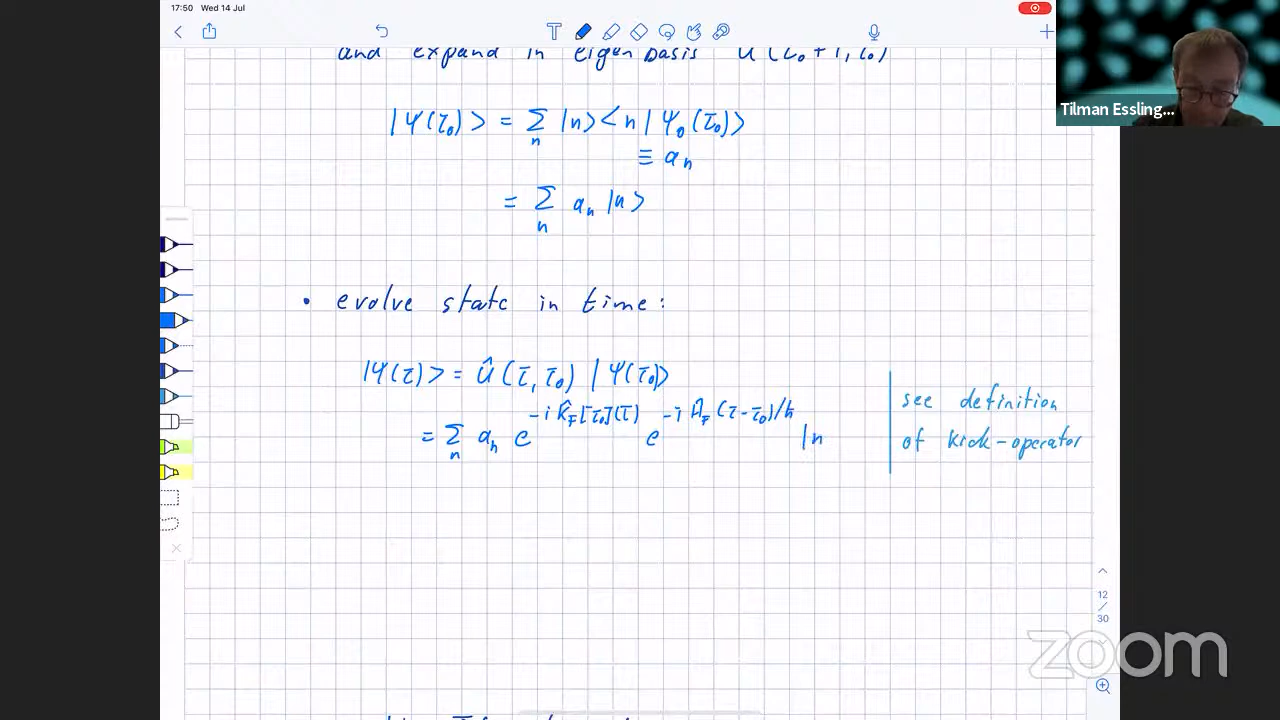 17:50 Wed 14 Jul
and expand in eigenbasis U(τ₀+T, τ₀)
|Ψ(τ₀)> = Σₙ |n><n|Ψ₀(τ₀)>
≡ aₙ
= Σₙ aₙ |n>
• evolve state in time:
|Ψ(τ)> = Û(τ, τ₀) |Ψ(τ₀)>
= Σₙ aₙ e^{-i K̂_F[τ₀](τ)} e^{-i Ĥ_F (τ-τ₀)/ħ} |n
see definition
of kick-operator
Tilman Essling...
12
/
30
zoom